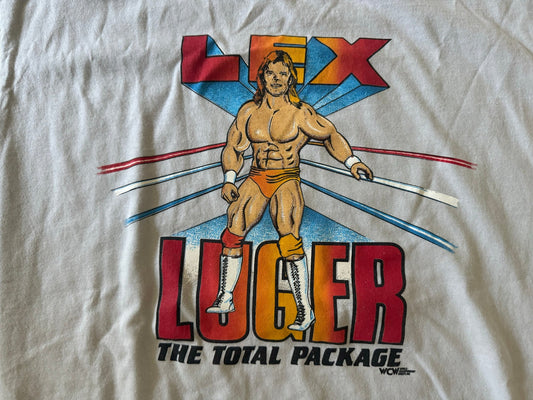 LEX
LUGER
THE TOTAL PACKAGE
WCW